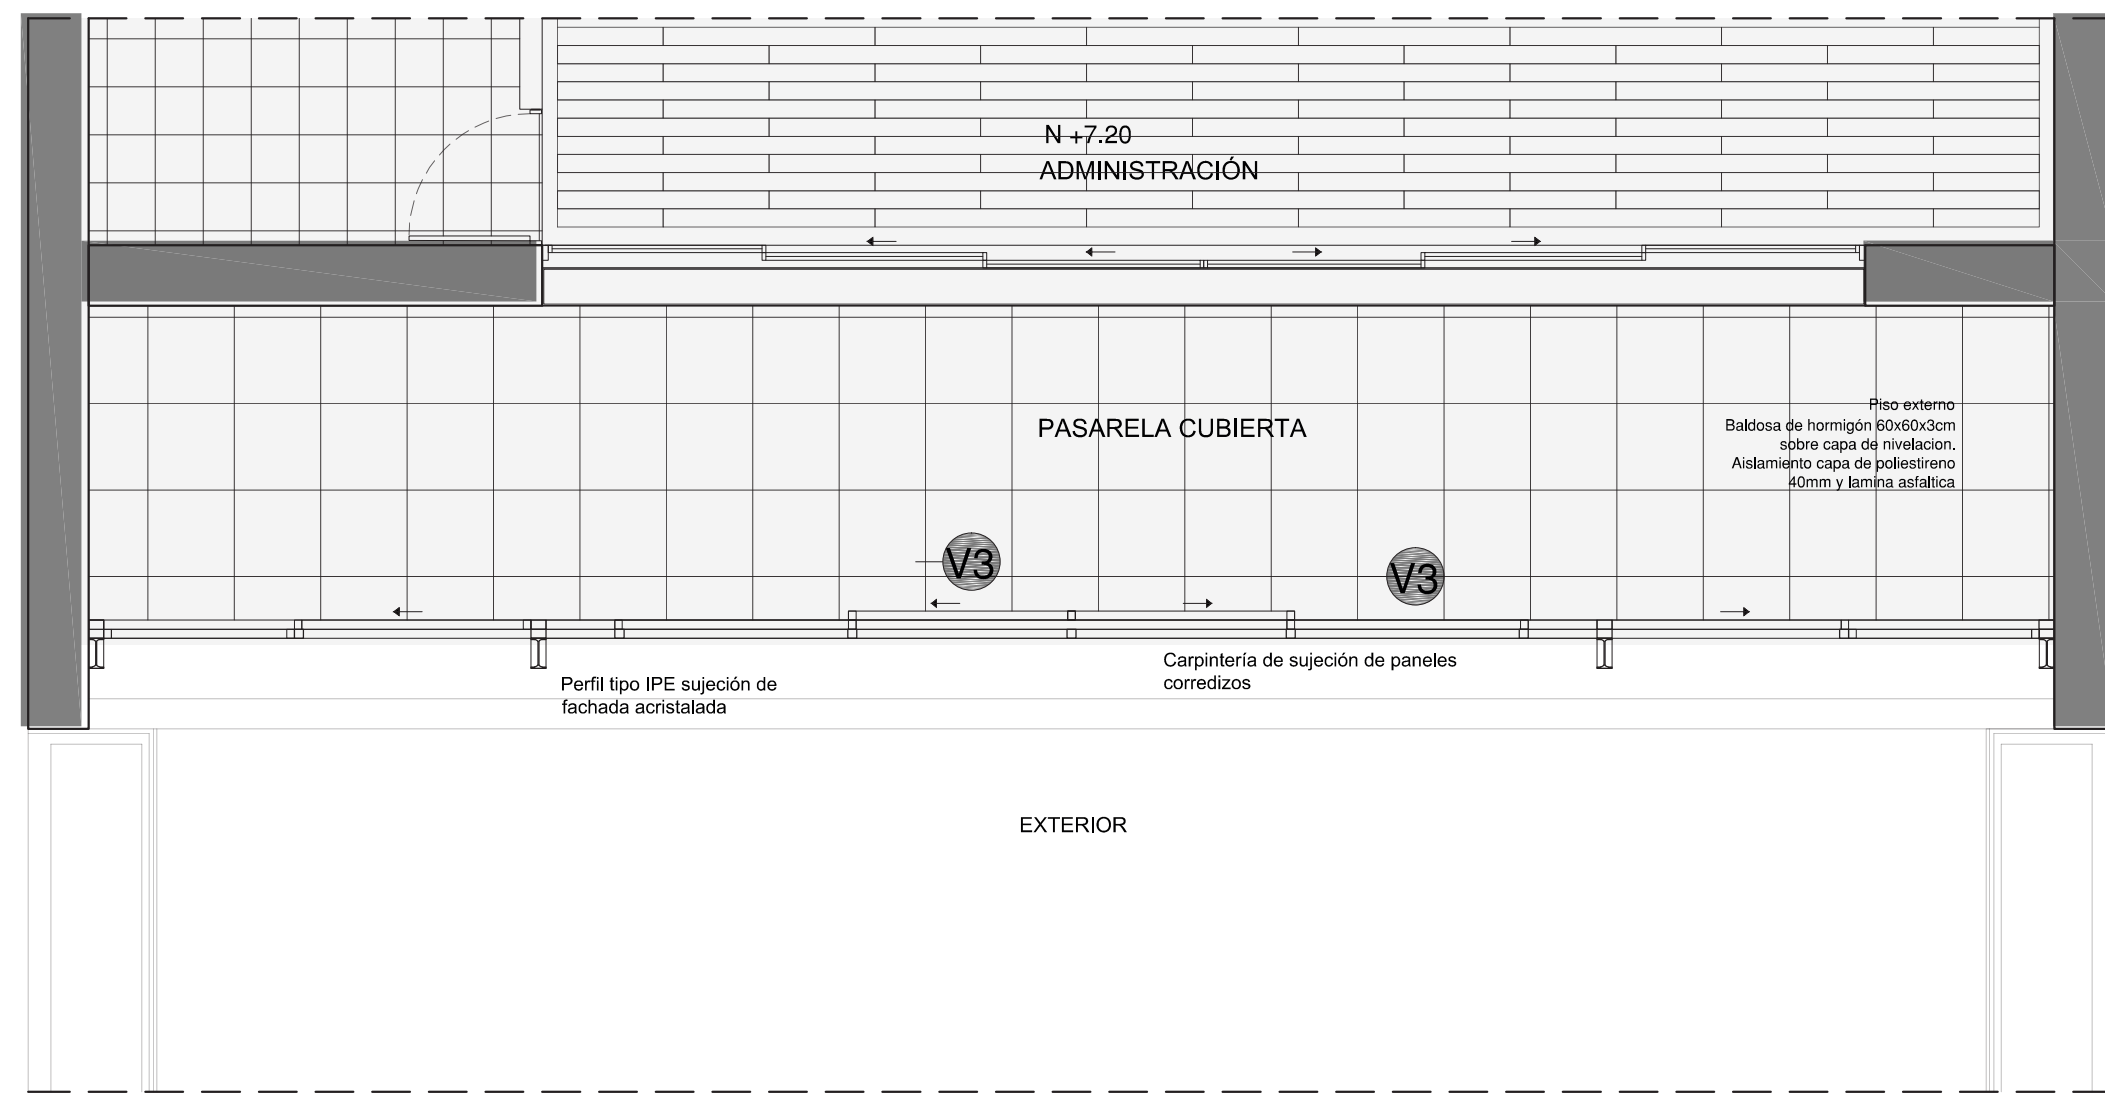 N +7.20
ADMINISTRACIÓN
PASARELA CUBIERTA
Piso externo
Baldosa de hormigón 60x60x3cm
sobre capa de nivelacion.
Aislamiento capa de poliestireno
40mm y lamina asfaltica
V3
V3
Carpintería de sujeción de paneles
corredizos
Perfil tipo IPE sujeción de
fachada acristalada
EXTERIOR